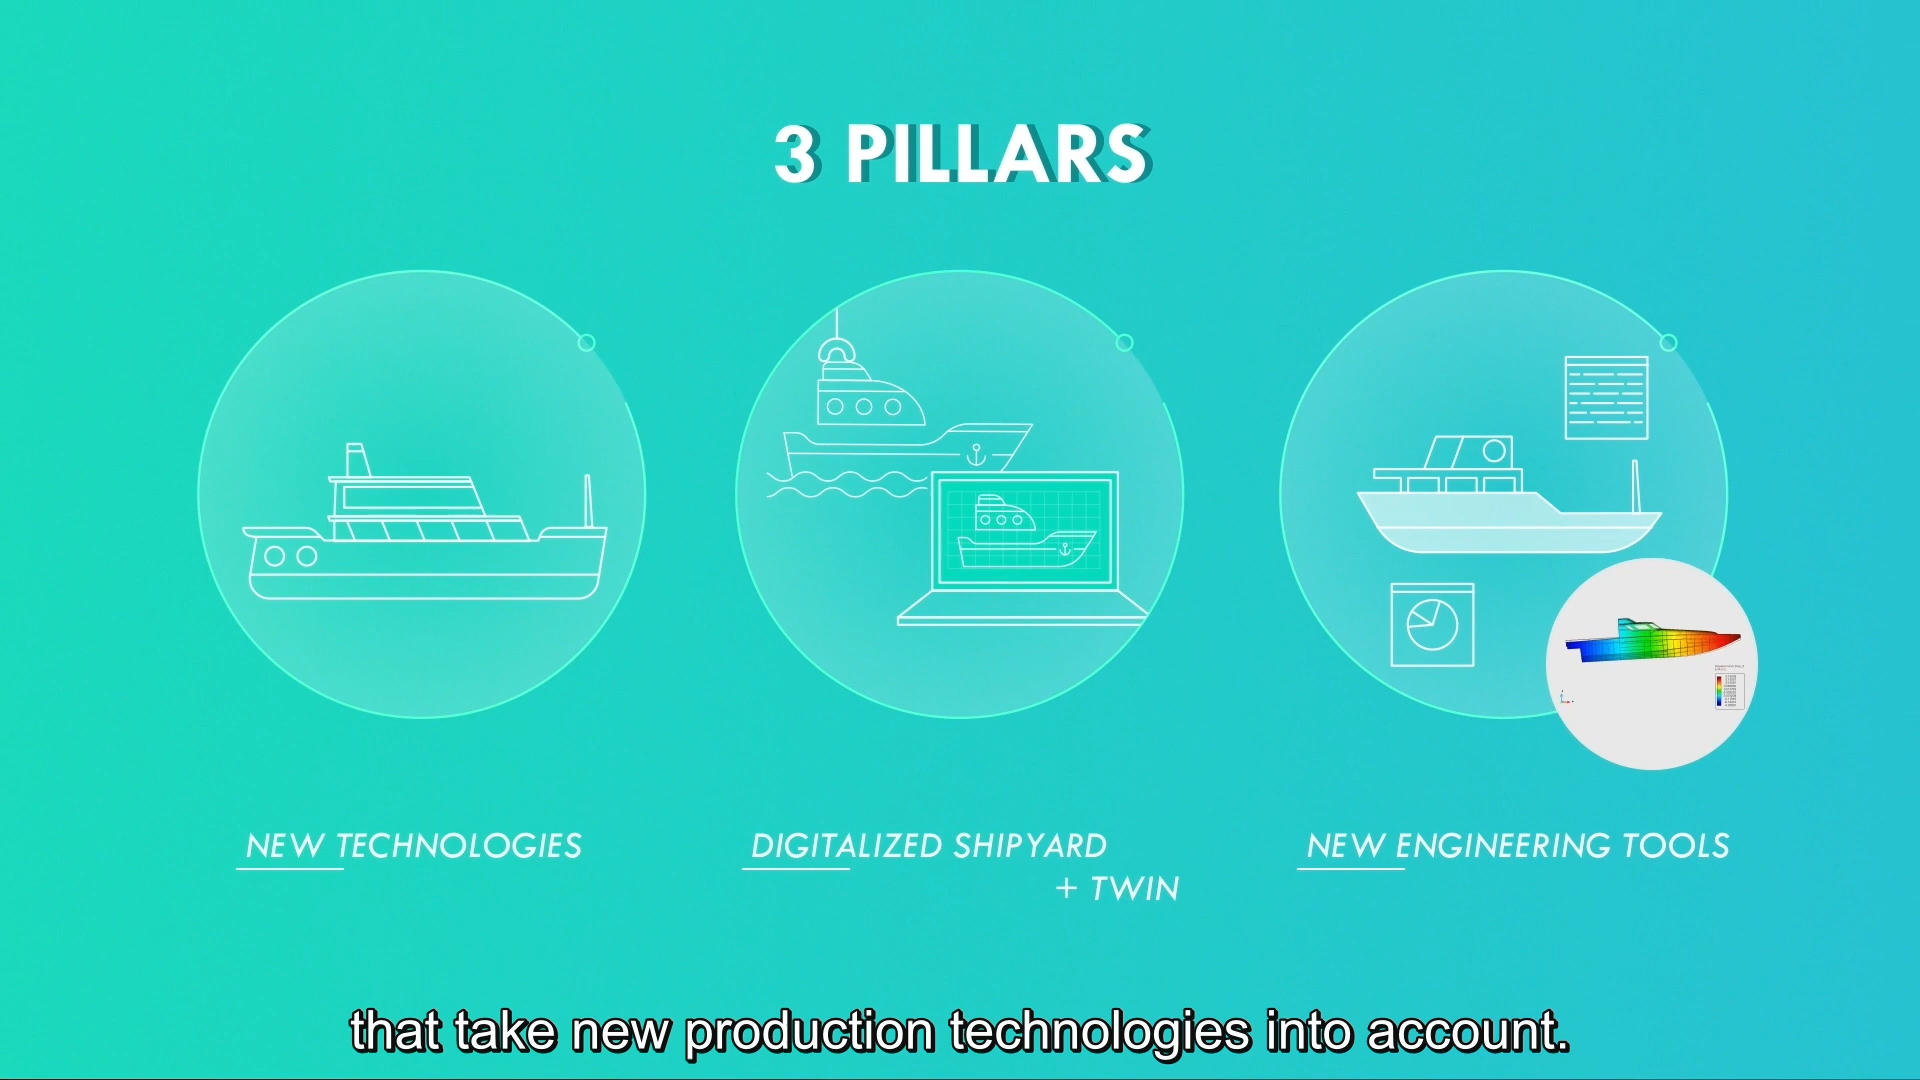 3 PILLARS
NEW TECHNOLOGIES
DIGITALIZED SHIPYARD
+ TWIN
NEW ENGINEERING TOOLS
that take new production technologies into account.